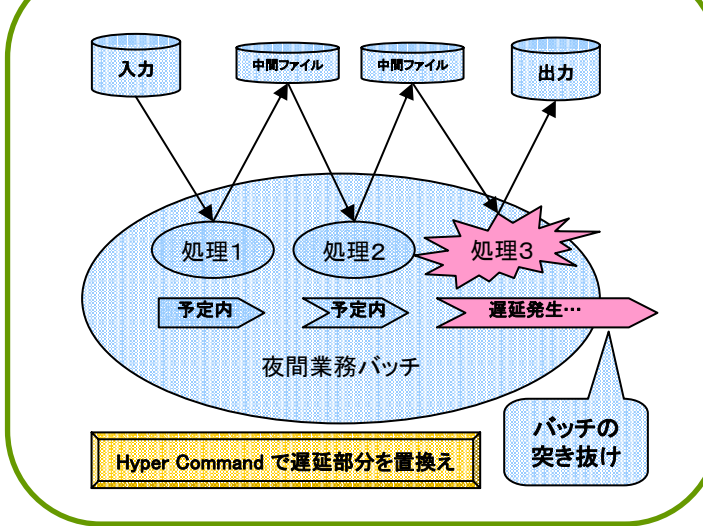 入力
中間ファイル
中間ファイル
出力
処理1
処理2
処理3
予定内
予定内
遅延発生…
夜間業務バッチ
バッチの
突き抜け
Hyper Command で遅延部分を置換え